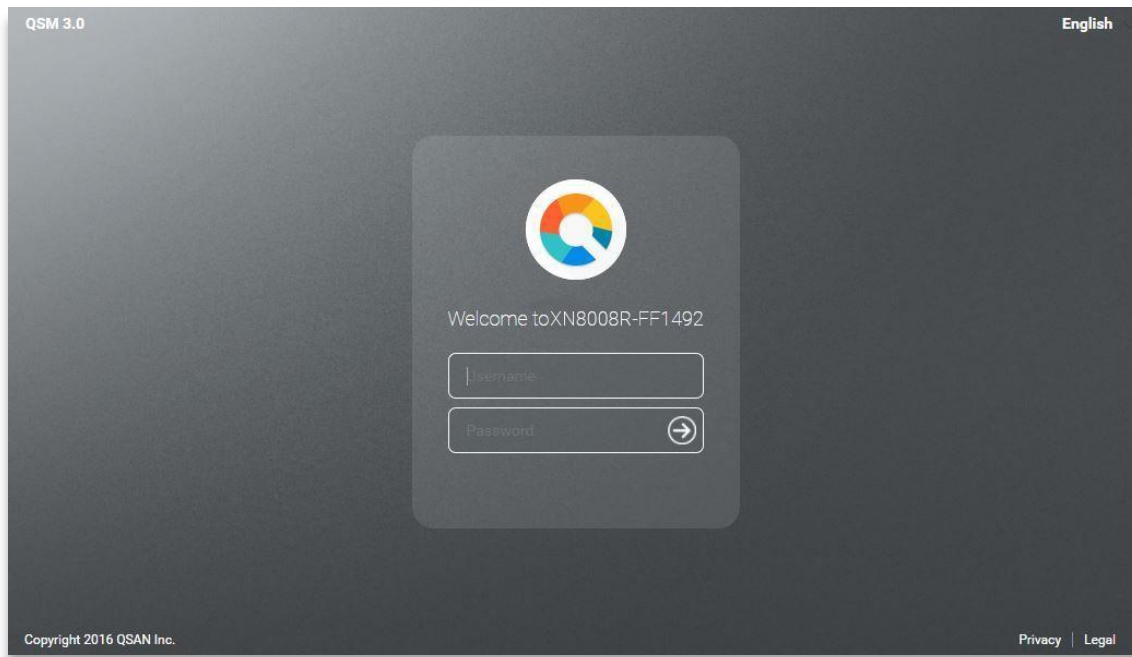 QSM 3.0
English
Welcome toXN8008R-FF1492
Username
Password
Copyright 2016 QSAN Inc.
Privacy | Legal